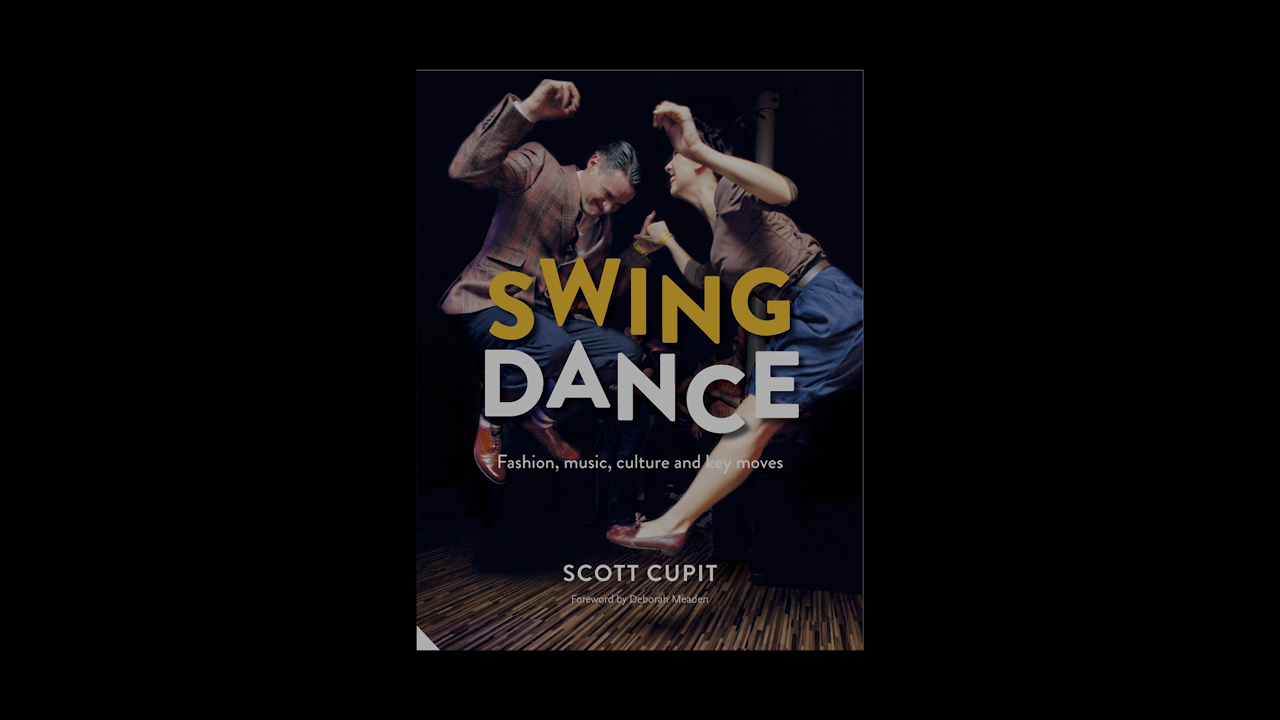 SWING
DANCE
Fashion, music, culture and key moves
SCOTT CUPIT
Foreword by Deborah Meaden